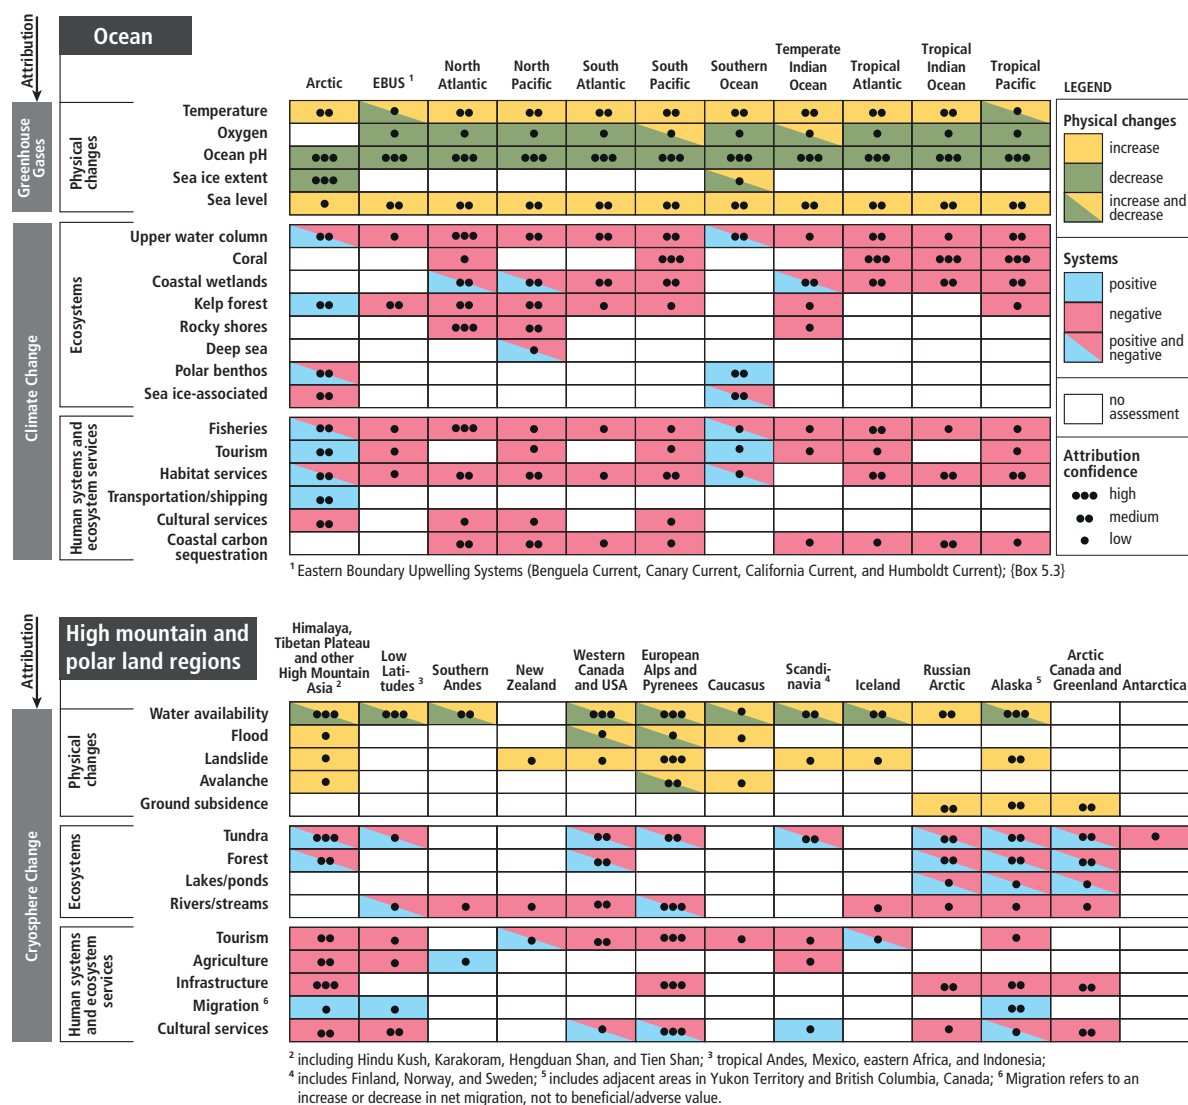 Attribution
Ocean
Arctic
EBUS 1
North
Atlantic
North
Pacific
South
Atlantic
South
Pacific
Southern
Ocean
Temperate
Indian
Ocean
Tropical
Atlantic
Tropical
Indian
Ocean
Tropical
Pacific
Greenhouse
Gases
Physical
changes
Temperature
Oxygen
Ocean pH
Sea ice extent
Sea level
Climate Change
Ecosystems
Upper water column
Coral
Coastal wetlands
Kelp forest
Rocky shores
Deep sea
Polar benthos
Sea ice-associated
Human systems and
ecosystem services
Fisheries
Tourism
Habitat services
Transportation/shipping
Cultural services
Coastal carbon
sequestration
LEGEND
Physical changes
increase
decrease
increase and
decrease
Systems
positive
negative
positive and
negative
no
assessment
Attribution
confidence
high
medium
low
1 Eastern Boundary Upwelling Systems (Benguela Current, Canary Current, California Current, and Humboldt Current); {Box 5.3}
Attribution
High mountain and
polar land regions
Himalaya,
Tibetan Plateau
and other
High Mountain
Asia 2
Low
Lati-
tudes 3
Southern
Andes
New
Zealand
Western
Canada
and USA
European
Alps and
Pyrenees
Caucasus
Scandi-
navia 4
Iceland
Russian
Arctic
Alaska 5
Arctic
Canada and
Greenland
Antarctica
Cryosphere Change
Physical
changes
Water availability
Flood
Landslide
Avalanche
Ground subsidence
Ecosystems
Tundra
Forest
Lakes/ponds
Rivers/streams
Human systems
and ecosystem
services
Tourism
Agriculture
Infrastructure
Migration 6
Cultural services
2 including Hindu Kush, Karakoram, Hengduan Shan, and Tien Shan; 3 tropical Andes, Mexico, eastern Africa, and Indonesia;
4 includes Finland, Norway, and Sweden; 5 includes adjacent areas in Yukon Territory and British Columbia, Canada; 6 Migration refers to an
increase or decrease in net migration, not to beneficial/adverse value.